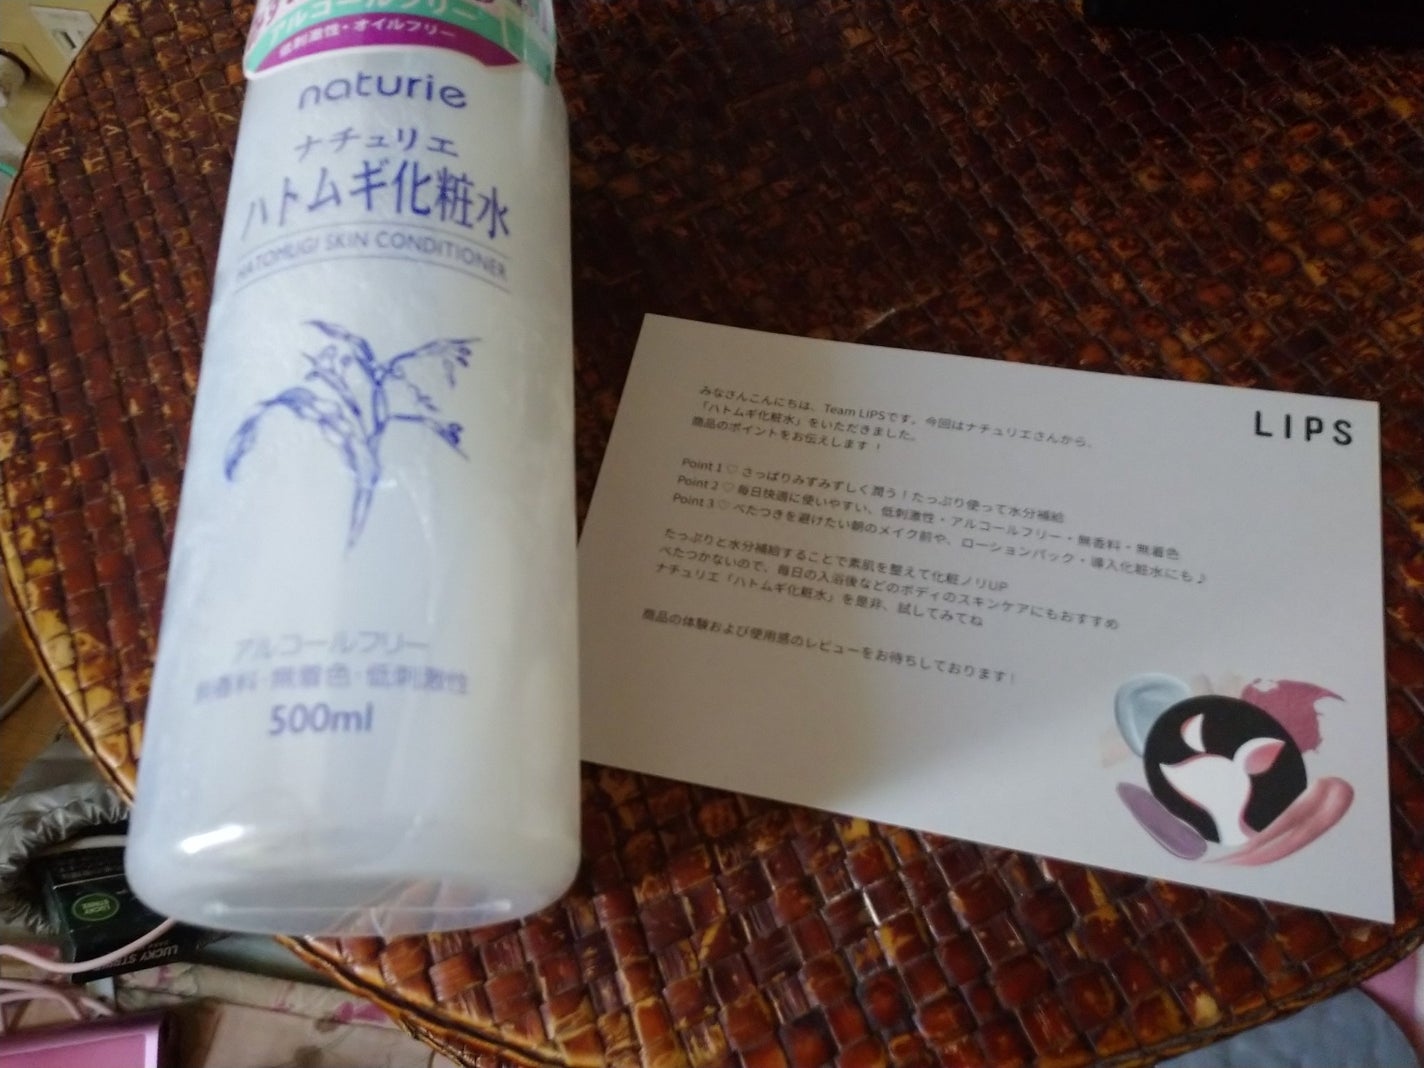 アルコールフリー
低刺激性・オイルフリー
naturie
ナチュリエ
ハトムギ化粧水
HATOMUGI SKIN CONDITIONER
アルコールフリー
無香料・無着色・低刺激性
500ml
LIPS
みなさんこんにちは、Team LIPSです。今回はナチュリエさんから、
「ハトムギ化粧水」をいただきました。
商品のポイントをお伝えします！
Point 1 ♡ さっぱりみずみずしく潤う！たっぷり使って水分補給
Point 2 ♡ 毎日快適に使いやすい、低刺激性・アルコールフリー・無香料・無着色
Point 3 ♡ べたつきを避けたい朝のメイク前や、ローションパック・導入化粧水にも♪
たっぷりと水分補給することで素肌を整えて化粧ノリUP
べたつかないので、毎日の入浴後などのボディのスキンケアにもおすすめ
ナチュリエ「ハトムギ化粧水」を是非、試してみてね
商品の体験および使用感のレビューをお待ちしております！
LUCKY STRIKE
LUCKY STRIKE